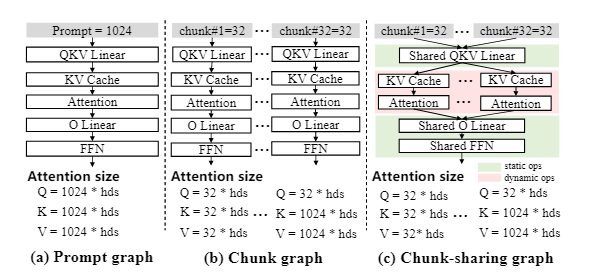 Prompt = 1024
QKV Linear
KV Cache
Attention
O Linear
FFN
Attention size
Q = 1024 * hds
K = 1024 * hds
V = 1024 * hds
(a) Prompt graph
chunk#1=32 ... chunk#32=32
QKV Linear ... QKV Linear
KV Cache ... KV Cache
Attention ... Attention
O Linear ... O Linear
FFN ... FFN
Attention size
Q = 32 * hds Q = 32 * hds
K = 32 * hds ... K = 1024 * hds
V = 32 * hds V = 1024 * hds
(b) Chunk graph
chunk#1=32 ... chunk#32=32
Shared QKV Linear
KV Cache ... KV Cache
Attention ... Attention
Shared O Linear
Shared FFN
static ops
dynamic ops
Attention size
Q = 32 * hds Q = 32 * hds
K = 32 * hds ... K = 1024 * hds
V = 32* hds V = 1024 * hds
(c) Chunk-sharing graph